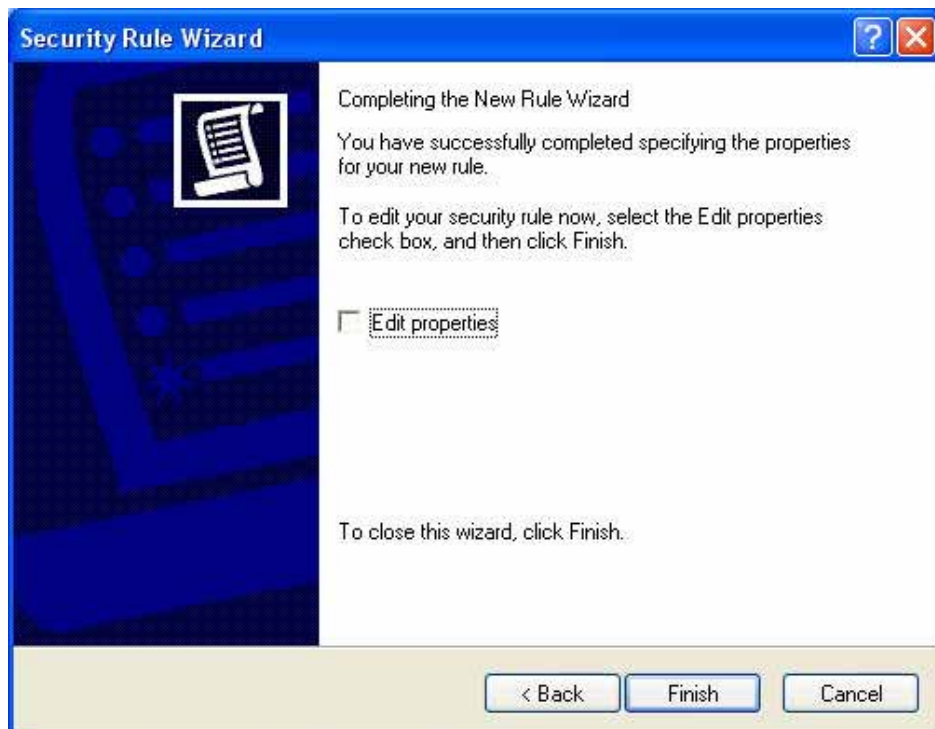 Security Rule Wizard
?
Completing the New Rule Wizard
You have successfully completed specifying the properties
for your new rule.
To edit your security rule now, select the Edit properties
check box, and then click Finish.
Edit properties
To close this wizard, click Finish.
< Back Finish Cancel